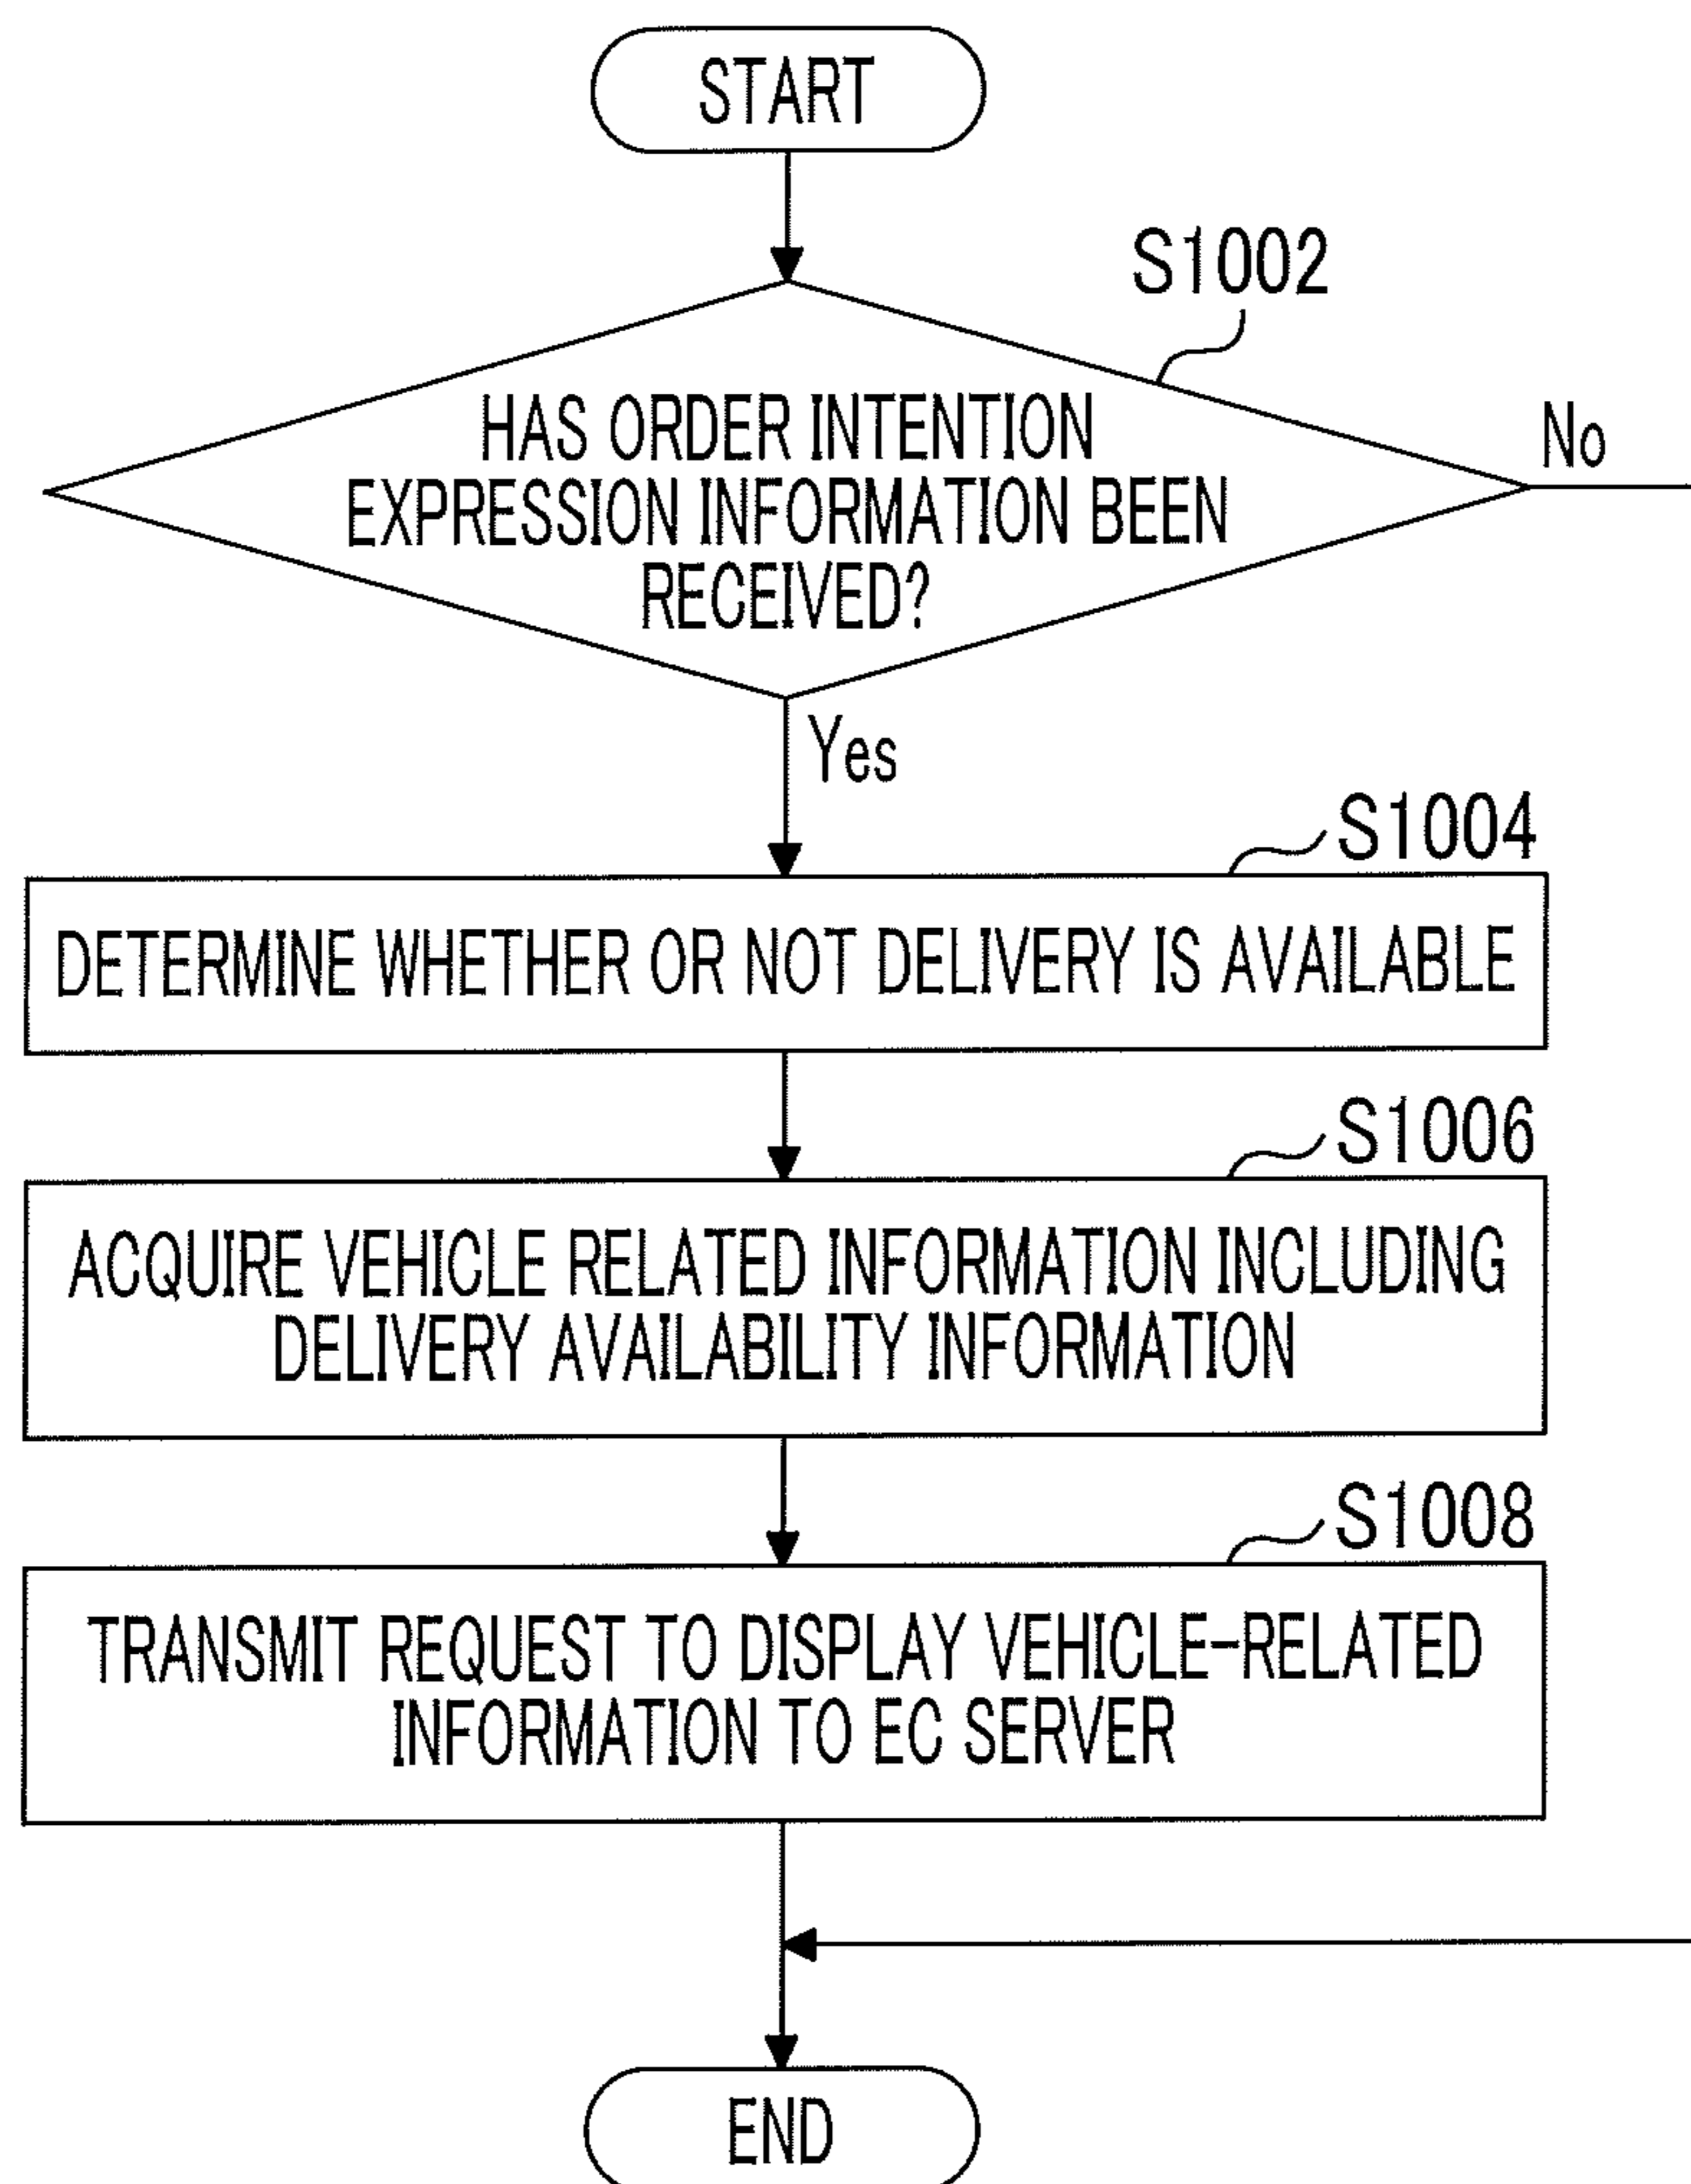 START
S1002
HAS ORDER INTENTION
EXPRESSION INFORMATION BEEN
RECEIVED?
No
Yes
S1004
DETERMINE WHETHER OR NOT DELIVERY IS AVAILABLE
S1006
ACQUIRE VEHICLE RELATED INFORMATION INCLUDING
DELIVERY AVAILABILITY INFORMATION
S1008
TRANSMIT REQUEST TO DISPLAY VEHICLE-RELATED
INFORMATION TO EC SERVER
END